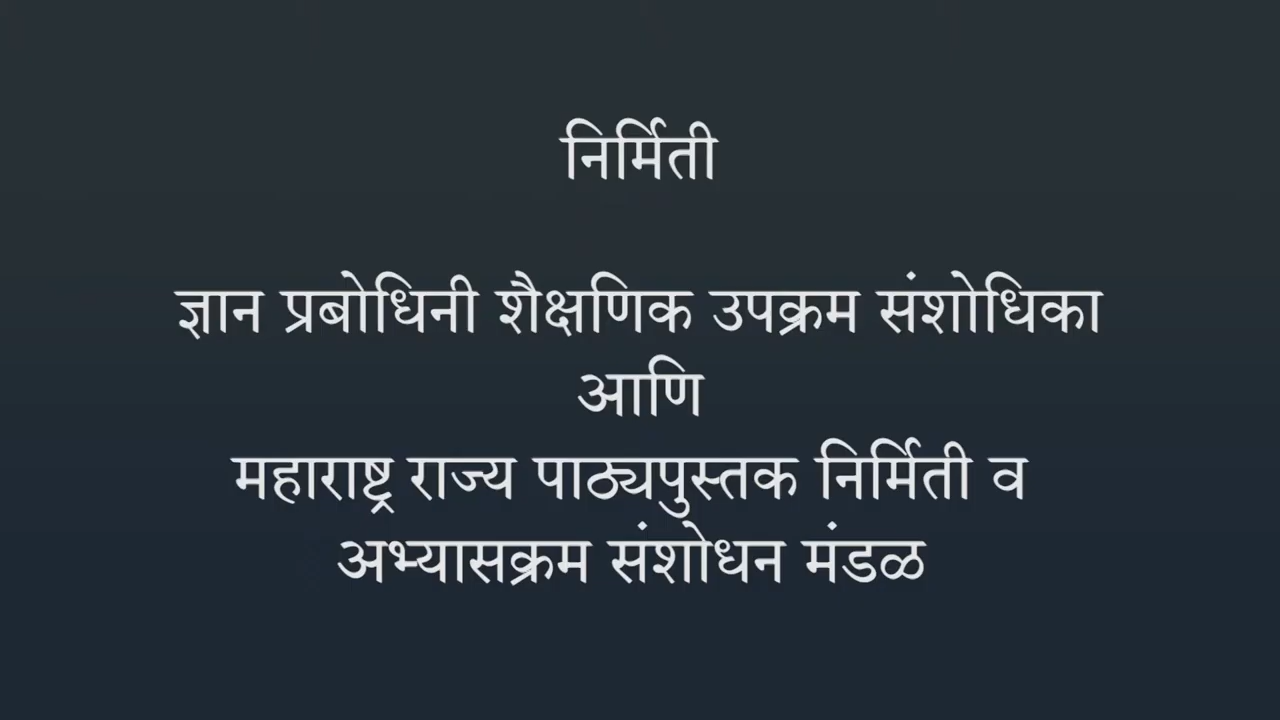 निर्मिती
ज्ञान प्रबोधिनी शैक्षणिक उपक्रम संशोधिका
आणि
महाराष्ट्र राज्य पाठ्यपुस्तक निर्मिती व
अभ्यासक्रम संशोधन मंडळ